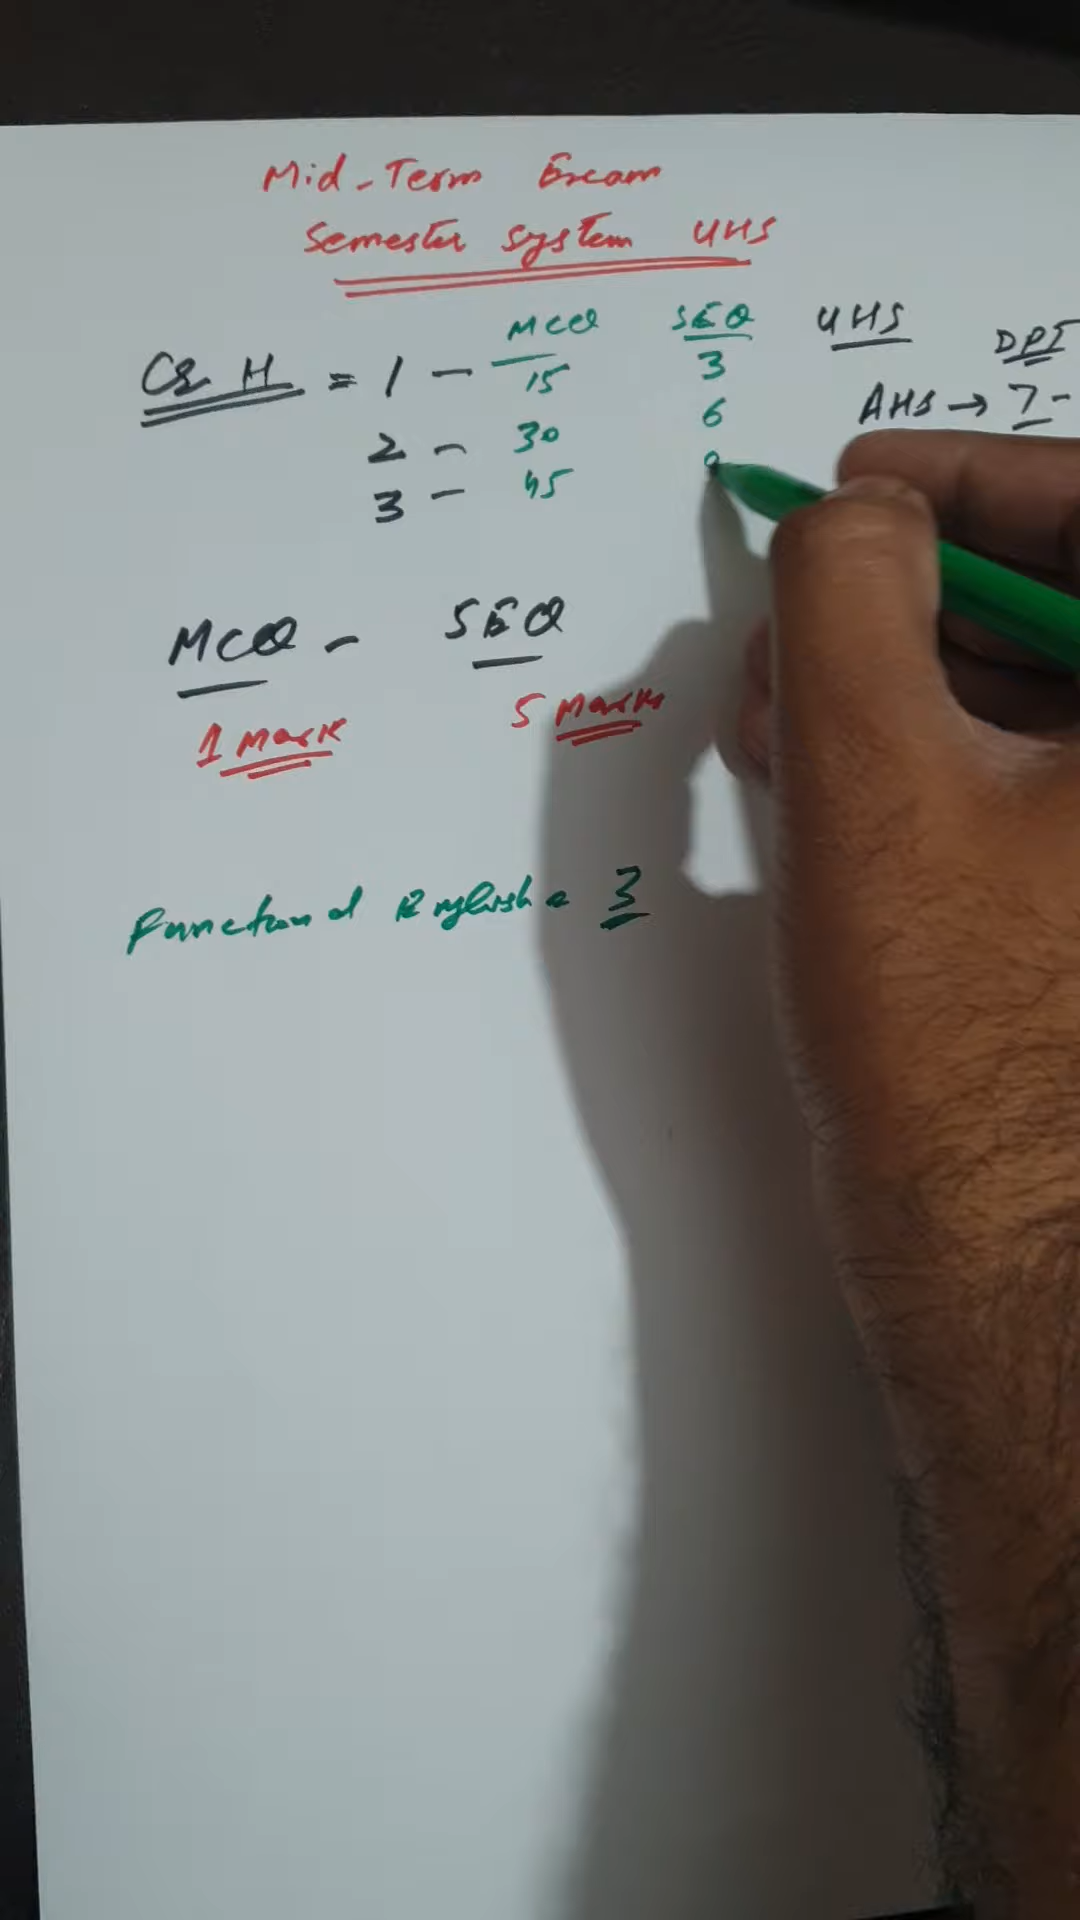 Mid-Term Exam
Semester system UHS
MCQ SEQ UHS DPT
Cr H = 1 - 15 3 AHS → 7-
2 - 30 6
3 - 45 9
MCQ - SEQ
1 Mark 5 Marks
Functional English = 3